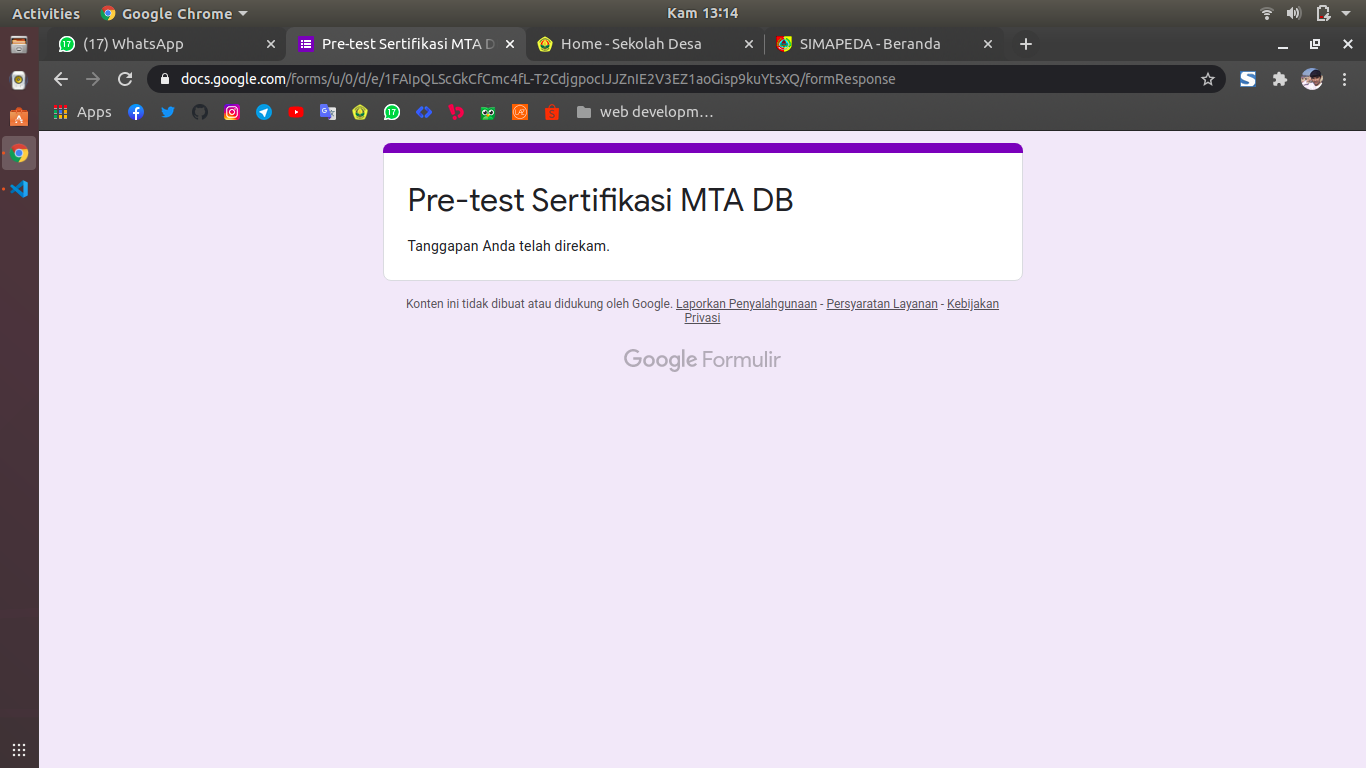 Activities
Google Chrome
Kam 13:14
(17) WhatsApp
Pre-test Sertifikasi MTA D
Home - Sekolah Desa
SIMAPEDA - Beranda
docs.google.com/forms/u/0/d/e/1FAIpQLScGkCfCmc4fL-T2CdjgpocIJJZnIE2V3EZ1aoGisp9kuYtsXQ/formResponse
Apps
web developm...
Pre-test Sertifikasi MTA DB
Tanggapan Anda telah direkam.
Konten ini tidak dibuat atau didukung oleh Google. Laporkan Penyalahgunaan - Persyaratan Layanan - Kebijakan
Privasi
Google Formulir